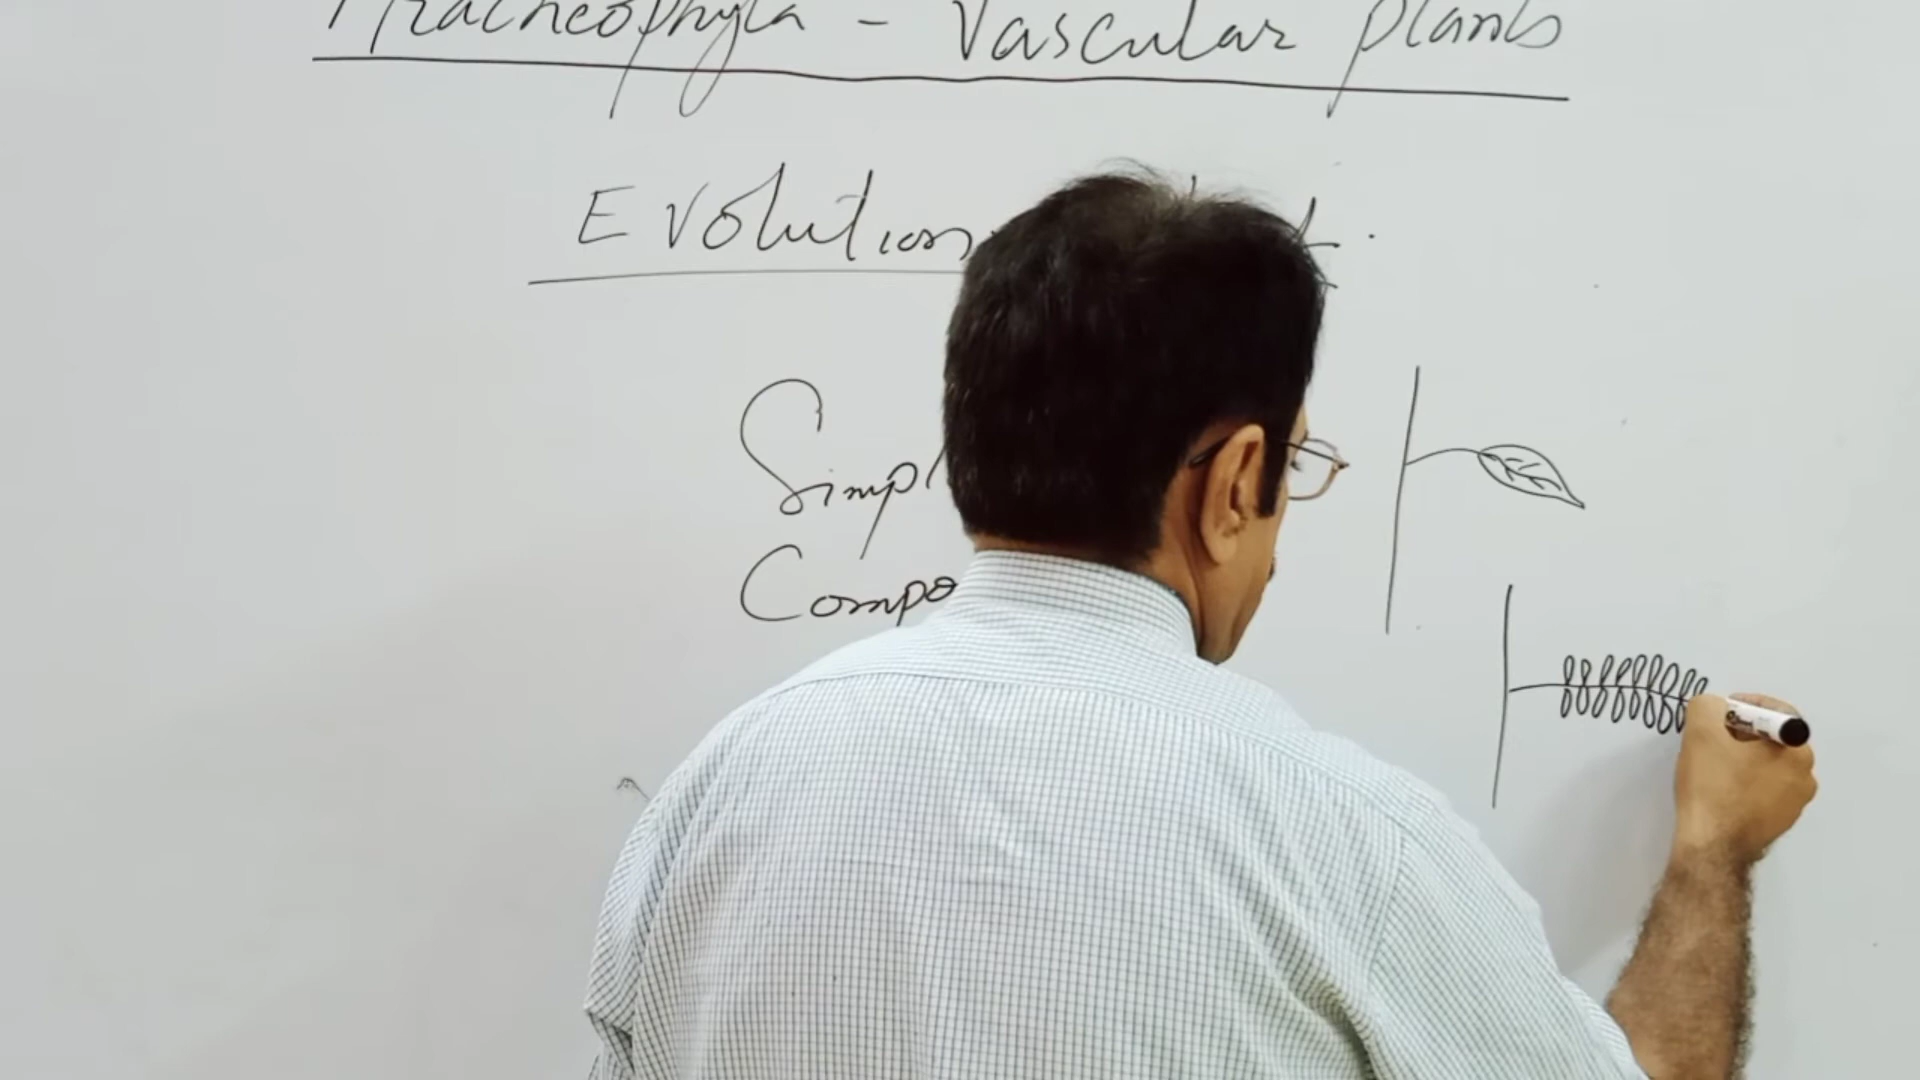 Tracheophyta - Vascular plants
Evolution
Simpl
Compo